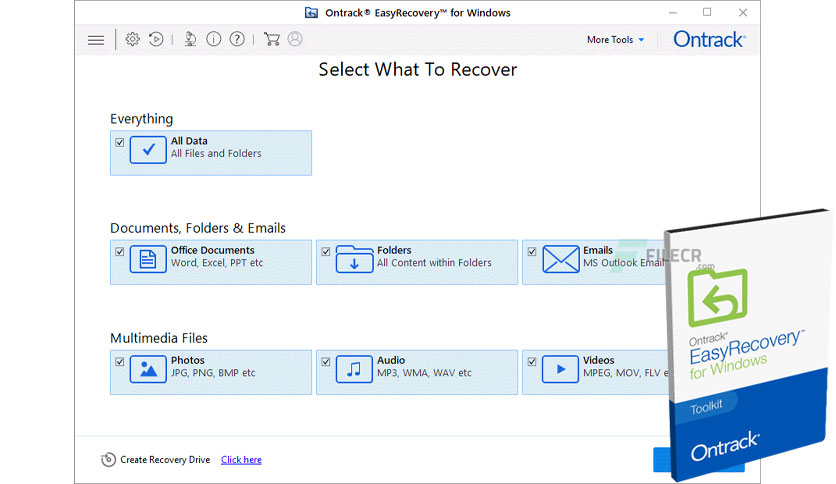 Ontrack® EasyRecovery™ for Windows
More Tools
Ontrack®
Select What To Recover
Everything
All Data
All Files and Folders
Documents, Folders & Emails
Office Documents
Word, Excel, PPT etc
Folders
All Content within Folders
Emails
MS Outlook Email
FILECR
.com
Multimedia Files
Photos
JPG, PNG, BMP etc
Audio
MP3, WMA, WAV etc
Videos
MPEG, MOV, FLV e
Create Recovery Drive Click here
Ontrack®
EasyRecovery™
for Windows
Toolkit
Ontrack®